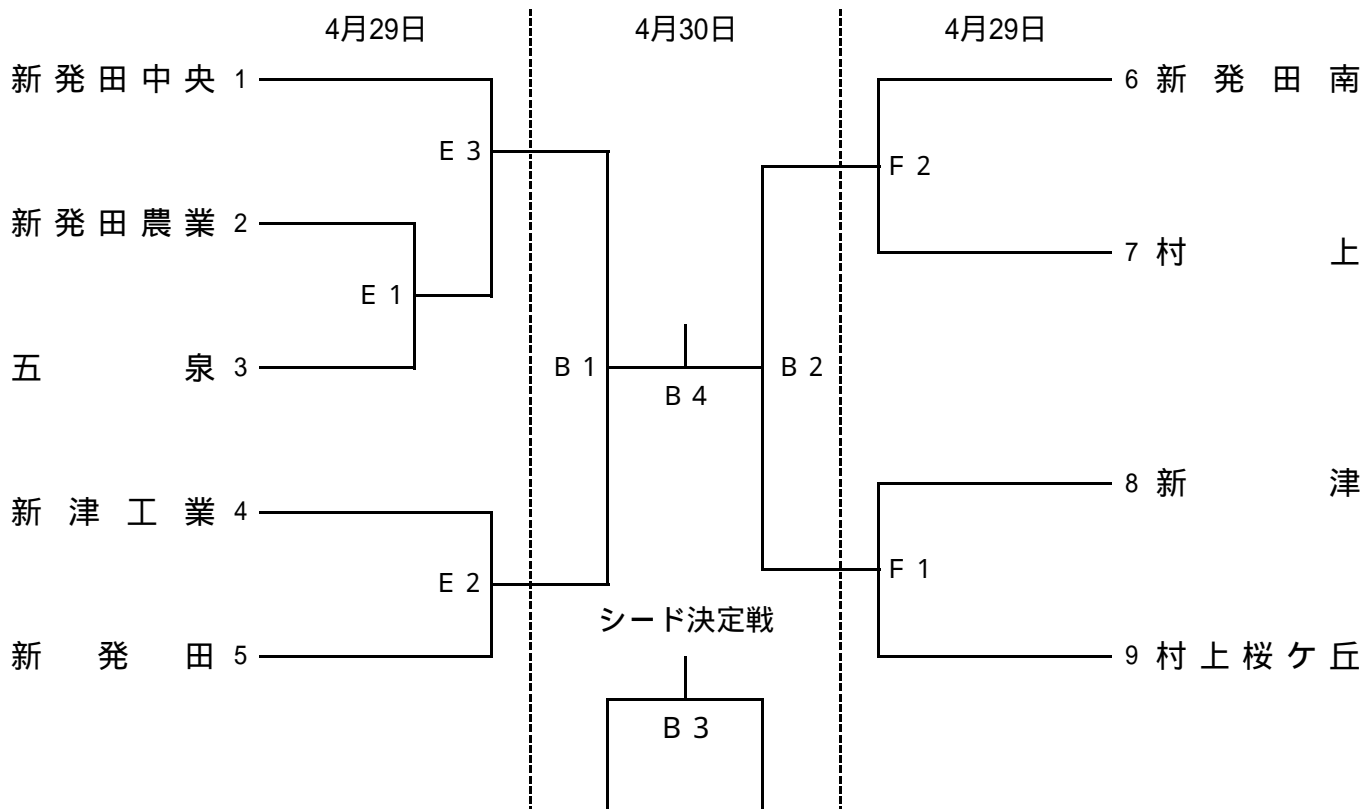 4月29日 4月30日 4月29日
新発田中央 1
6 新発田南
E 3
F 2
新発田農業 2
7 村上
E 1
五泉 3
B 1
B 2
B 4
8 新津
新津工業 4
E 2
F 1
シード決定戦
新発田 5
9 村上桜ケ丘
B 3